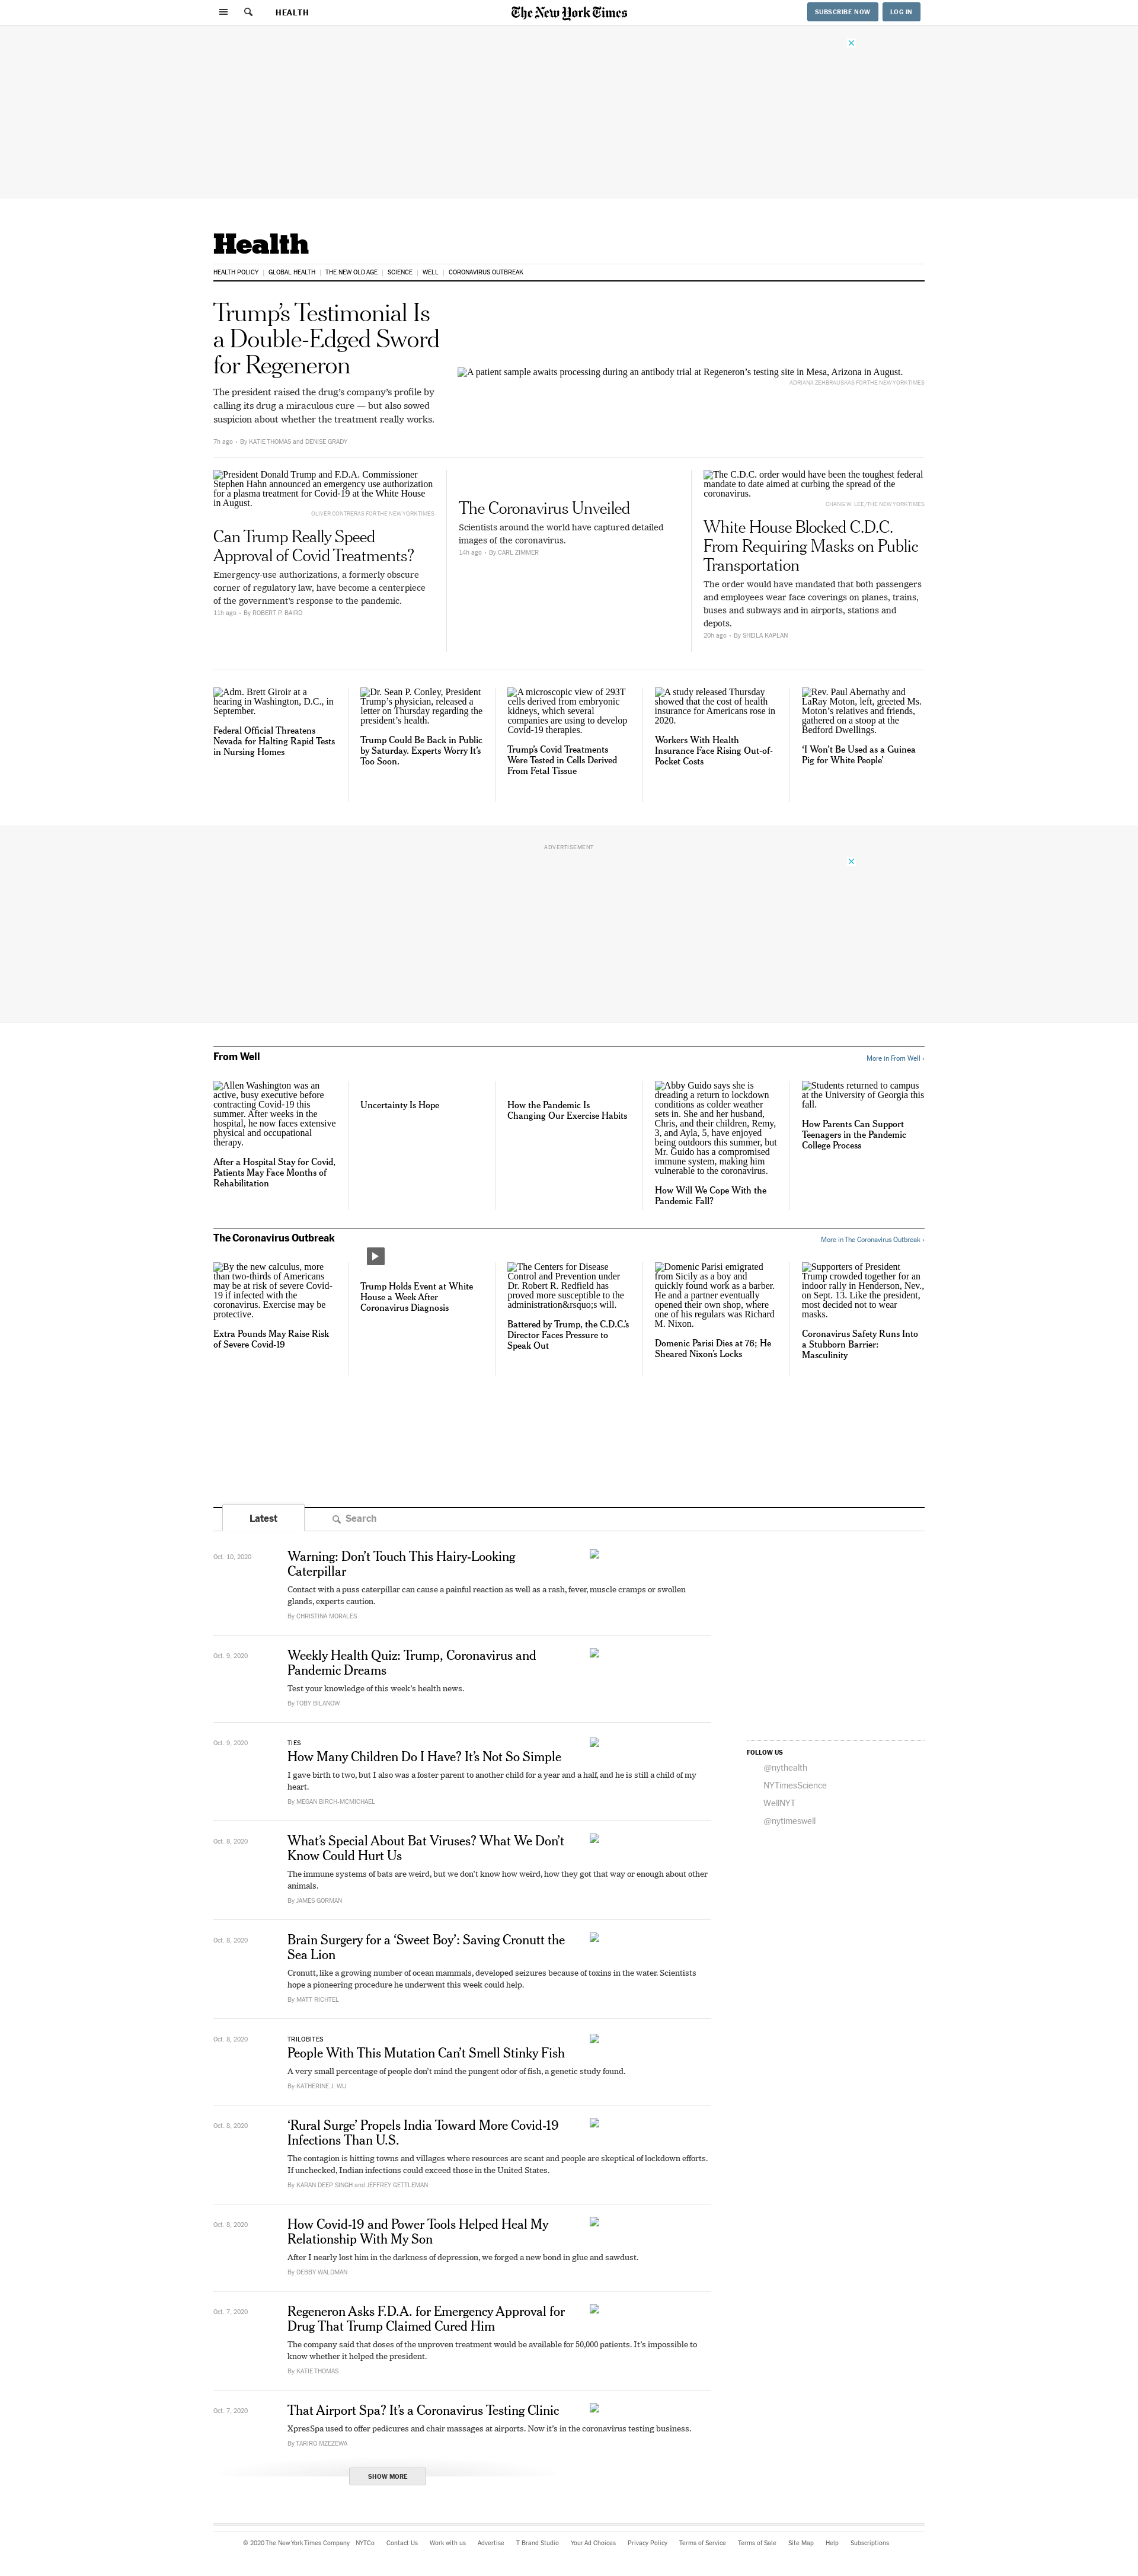 HEALTH
The New York Times
SUBSCRIBE NOW
LOG IN
Health
HEALTH POLICY
GLOBAL HEALTH
THE NEW OLD AGE
SCIENCE
WELL
CORONAVIRUS OUTBREAK
Trump’s Testimonial Is
a Double-Edged Sword
for Regeneron
The president raised the drug’s company’s profile by
calling its drug a miraculous cure — but also sowed
suspicion about whether the treatment really works.
7h ago • By KATIE THOMAS and DENISE GRADY
A patient sample awaits processing during an antibody trial at Regeneron’s testing site in Mesa, Arizona in August.
ADRIANA ZEHBRAUSKAS FOR THE NEW YORK TIMES
President Donald Trump and F.D.A. Commissioner
Stephen Hahn announced an emergency use authorization
for a plasma treatment for Covid-19 at the White House
in August.
OLIVER CONTRERAS FOR THE NEW YORK TIMES
Can Trump Really Speed
Approval of Covid Treatments?
Emergency-use authorizations, a formerly obscure
corner of regulatory law, have become a centerpiece
of the government’s response to the pandemic.
11h ago • By ROBERT P. BAIRD
The Coronavirus Unveiled
Scientists around the world have captured detailed
images of the coronavirus.
14h ago • By CARL ZIMMER
The C.D.C. order would have been the toughest federal
mandate to date aimed at curbing the spread of the
coronavirus.
CHANG W. LEE/THE NEW YORK TIMES
White House Blocked C.D.C.
From Requiring Masks on Public
Transportation
The order would have mandated that both passengers
and employees wear face coverings on planes, trains,
buses and subways and in airports, stations and
depots.
20h ago • By SHEILA KAPLAN
Adm. Brett Giroir at a
hearing in Washington, D.C., in
September.
Federal Official Threatens
Nevada for Halting Rapid Tests
in Nursing Homes
Dr. Sean P. Conley, President
Trump’s physician, released a
letter on Thursday regarding the
president’s health.
Trump Could Be Back in Public
by Saturday. Experts Worry It’s
Too Soon.
A microscopic view of 293T
cells derived from embryonic
kidneys, which several
companies are using to develop
Covid-19 therapies.
Trump’s Covid Treatments
Were Tested in Cells Derived
From Fetal Tissue
A study released Thursday
showed that the cost of health
insurance for Americans rose in
2020.
Workers With Health
Insurance Face Rising Out-of-
Pocket Costs
Rev. Paul Abernathy and
LaRay Moton, left, greeted Ms.
Moton’s relatives and friends,
gathered on a stoop at the
Bedford Dwellings.
‘I Won’t Be Used as a Guinea
Pig for White People’
ADVERTISEMENT
From Well
More in From Well ›
Allen Washington was an
active, busy executive before
contracting Covid-19 this
summer. After weeks in the
hospital, he now faces extensive
physical and occupational
therapy.
After a Hospital Stay for Covid,
Patients May Face Months of
Rehabilitation
Uncertainty Is Hope
How the Pandemic Is
Changing Our Exercise Habits
Abby Guido says she is
dreading a return to lockdown
conditions as colder weather
sets in. She and her husband,
Chris, and their children, Remy,
3, and Ayla, 5, have enjoyed
being outdoors this summer, but
Mr. Guido has a compromised
immune system, making him
vulnerable to the coronavirus.
How Will We Cope With the
Pandemic Fall?
Students returned to campus
at the University of Georgia this
fall.
How Parents Can Support
Teenagers in the Pandemic
College Process
The Coronavirus Outbreak
More in The Coronavirus Outbreak ›
By the new calculus, more
than two-thirds of Americans
may be at risk of severe Covid-
19 if infected with the
coronavirus. Exercise may be
protective.
Extra Pounds May Raise Risk
of Severe Covid-19
Trump Holds Event at White
House a Week After
Coronavirus Diagnosis
The Centers for Disease
Control and Prevention under
Dr. Robert R. Redfield has
proved more susceptible to the
administration&rsquo;s will.
Battered by Trump, the C.D.C.’s
Director Faces Pressure to
Speak Out
Domenic Parisi emigrated
from Sicily as a boy and
quickly found work as a barber.
He and a partner eventually
opened their own shop, where
one of his regulars was Richard
M. Nixon.
Domenic Parisi Dies at 76; He
Sheared Nixon’s Locks
Supporters of President
Trump crowded together for an
indoor rally in Henderson, Nev.,
on Sept. 13. Like the president,
most decided not to wear
masks.
Coronavirus Safety Runs Into
a Stubborn Barrier:
Masculinity
Latest
Search
Oct. 10, 2020
Warning: Don’t Touch This Hairy-Looking
Caterpillar
Contact with a puss caterpillar can cause a painful reaction as well as a rash, fever, muscle cramps or swollen
glands, experts caution.
By CHRISTINA MORALES
Oct. 9, 2020
Weekly Health Quiz: Trump, Coronavirus and
Pandemic Dreams
Test your knowledge of this week’s health news.
By TOBY BILANOW
Oct. 9, 2020
TIES
How Many Children Do I Have? It’s Not So Simple
I gave birth to two, but I also was a foster parent to another child for a year and a half, and he is still a child of my
heart.
By MEGAN BIRCH-MCMICHAEL
FOLLOW US
@nythealth
NYTimesScience
WellNYT
@nytimeswell
Oct. 8, 2020
What’s Special About Bat Viruses? What We Don’t
Know Could Hurt Us
The immune systems of bats are weird, but we don’t know how weird, how they got that way or enough about other
animals.
By JAMES GORMAN
Oct. 8, 2020
Brain Surgery for a ‘Sweet Boy’: Saving Cronutt the
Sea Lion
Cronutt, like a growing number of ocean mammals, developed seizures because of toxins in the water. Scientists
hope a pioneering procedure he underwent this week could help.
By MATT RICHTEL
Oct. 8, 2020
TRILOBITES
People With This Mutation Can’t Smell Stinky Fish
A very small percentage of people don’t mind the pungent odor of fish, a genetic study found.
By KATHERINE J. WU
Oct. 8, 2020
‘Rural Surge’ Propels India Toward More Covid-19
Infections Than U.S.
The contagion is hitting towns and villages where resources are scant and people are skeptical of lockdown efforts.
If unchecked, Indian infections could exceed those in the United States.
By KARAN DEEP SINGH and JEFFREY GETTLEMAN
Oct. 8, 2020
How Covid-19 and Power Tools Helped Heal My
Relationship With My Son
After I nearly lost him in the darkness of depression, we forged a new bond in glue and sawdust.
By DEBBY WALDMAN
Oct. 7, 2020
Regeneron Asks F.D.A. for Emergency Approval for
Drug That Trump Claimed Cured Him
The company said that doses of the unproven treatment would be available for 50,000 patients. It’s impossible to
know whether it helped the president.
By KATIE THOMAS
Oct. 7, 2020
That Airport Spa? It’s a Coronavirus Testing Clinic
XpresSpa used to offer pedicures and chair massages at airports. Now it’s in the coronavirus testing business.
By TARIRO MZEZEWA
SHOW MORE
© 2020 The New York Times Company NYTCo Contact Us Work with us Advertise T Brand Studio Your Ad Choices Privacy Policy Terms of Service Terms of Sale Site Map Help Subscriptions